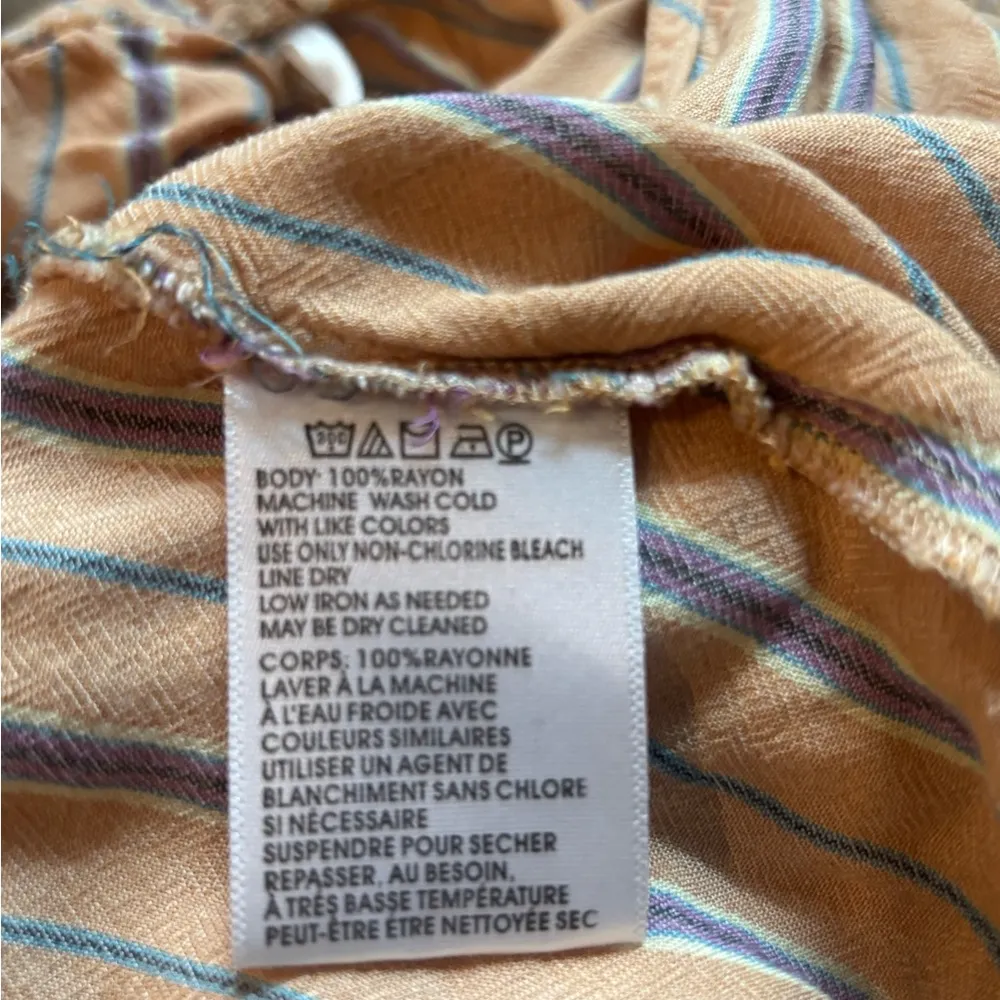 30C P
BODY: 100%RAYON
MACHINE WASH COLD
WITH LIKE COLORS
USE ONLY NON-CHLORINE BLEACH
LINE DRY
LOW IRON AS NEEDED
MAY BE DRY CLEANED
CORPS: 100%RAYONNE
LAVER À LA MACHINE
À L'EAU FROIDE AVEC
COULEURS SIMILAIRES
UTILISER UN AGENT DE
BLANCHIMENT SANS CHLORE
SI NÉCESSAIRE
SUSPENDRE POUR SECHER
REPASSER, AU BESOIN,
À TRÈS BASSE TEMPÉRATURE
PEUT-ÊTRE ÉTRE NETTOYÉE SEC